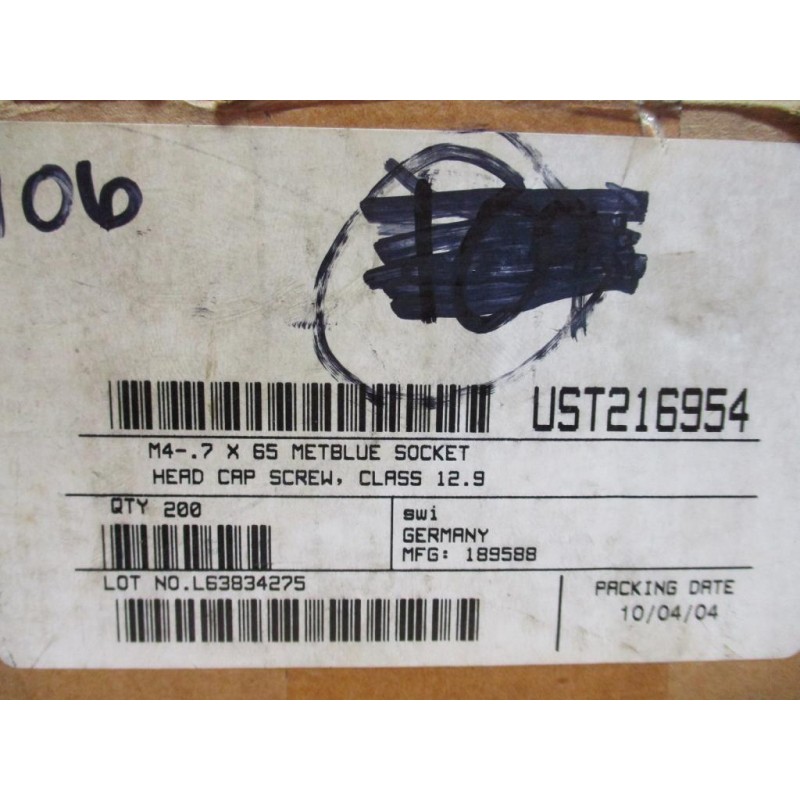 106
UST216954
M4-.7 X 65 METBLUE SOCKET
HEAD CAP SCREW, CLASS 12.9
QTY 200
swi
GERMANY
MFG: 189588
LOT NO.L63834275
PACKING DATE
10/04/04